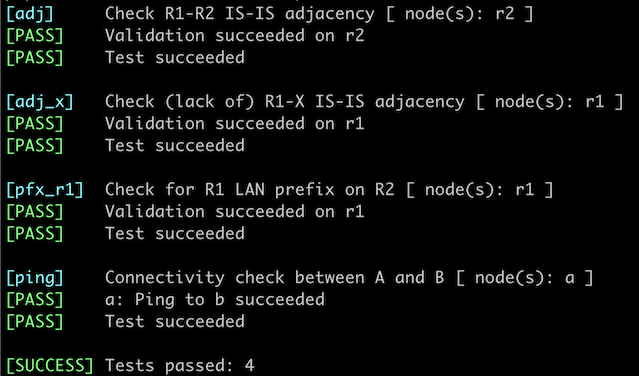 [adj] Check R1-R2 IS-IS adjacency [ node(s): r2 ]
[PASS] Validation succeeded on r2
[PASS] Test succeeded
[adj_x] Check (lack of) R1-X IS-IS adjacency [ node(s): r1 ]
[PASS] Validation succeeded on r1
[PASS] Test succeeded
[pfx_r1] Check for R1 LAN prefix on R2 [ node(s): r1 ]
[PASS] Validation succeeded on r1
[PASS] Test succeeded
[ping] Connectivity check between A and B [ node(s): a ]
[PASS] a: Ping to b succeeded
[PASS] Test succeeded
[SUCCESS] Tests passed: 4